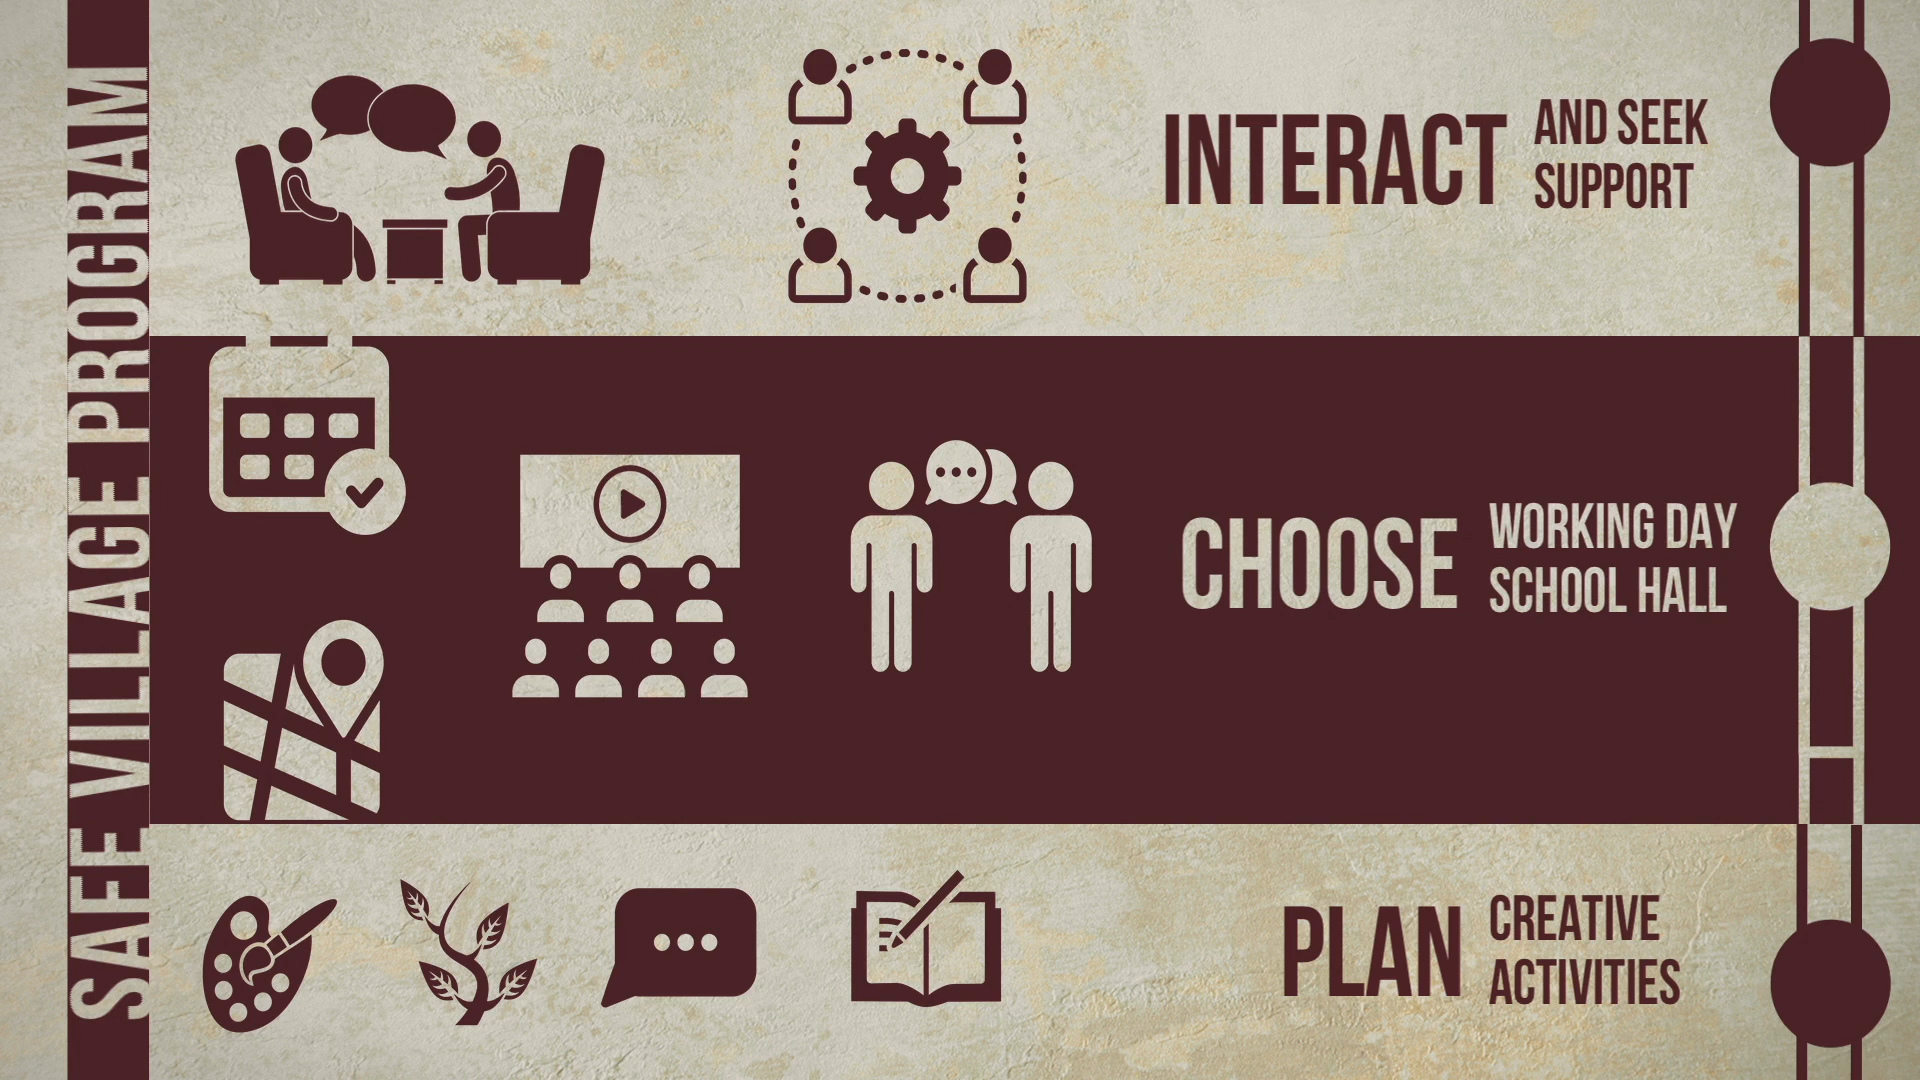 SAFE VILLAGE PROGRAM
INTERACT
AND SEEK
SUPPORT
CHOOSE
WORKING DAY
SCHOOL HALL
PLAN
CREATIVE
ACTIVITIES